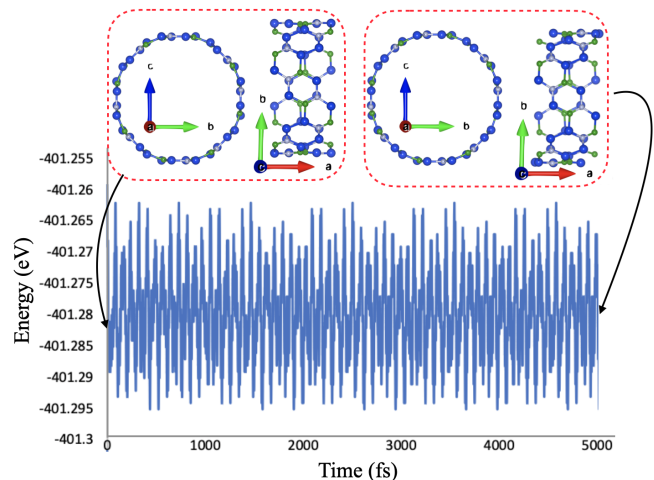 c
a
b
b
c
a
c
a
b
b
c
a
-401.255
-401.26
-401.265
-401.27
-401.275
-401.28
-401.285
-401.29
-401.295
-401.3
Energy (eV)
0 1000 2000 3000 4000 5000
Time (fs)